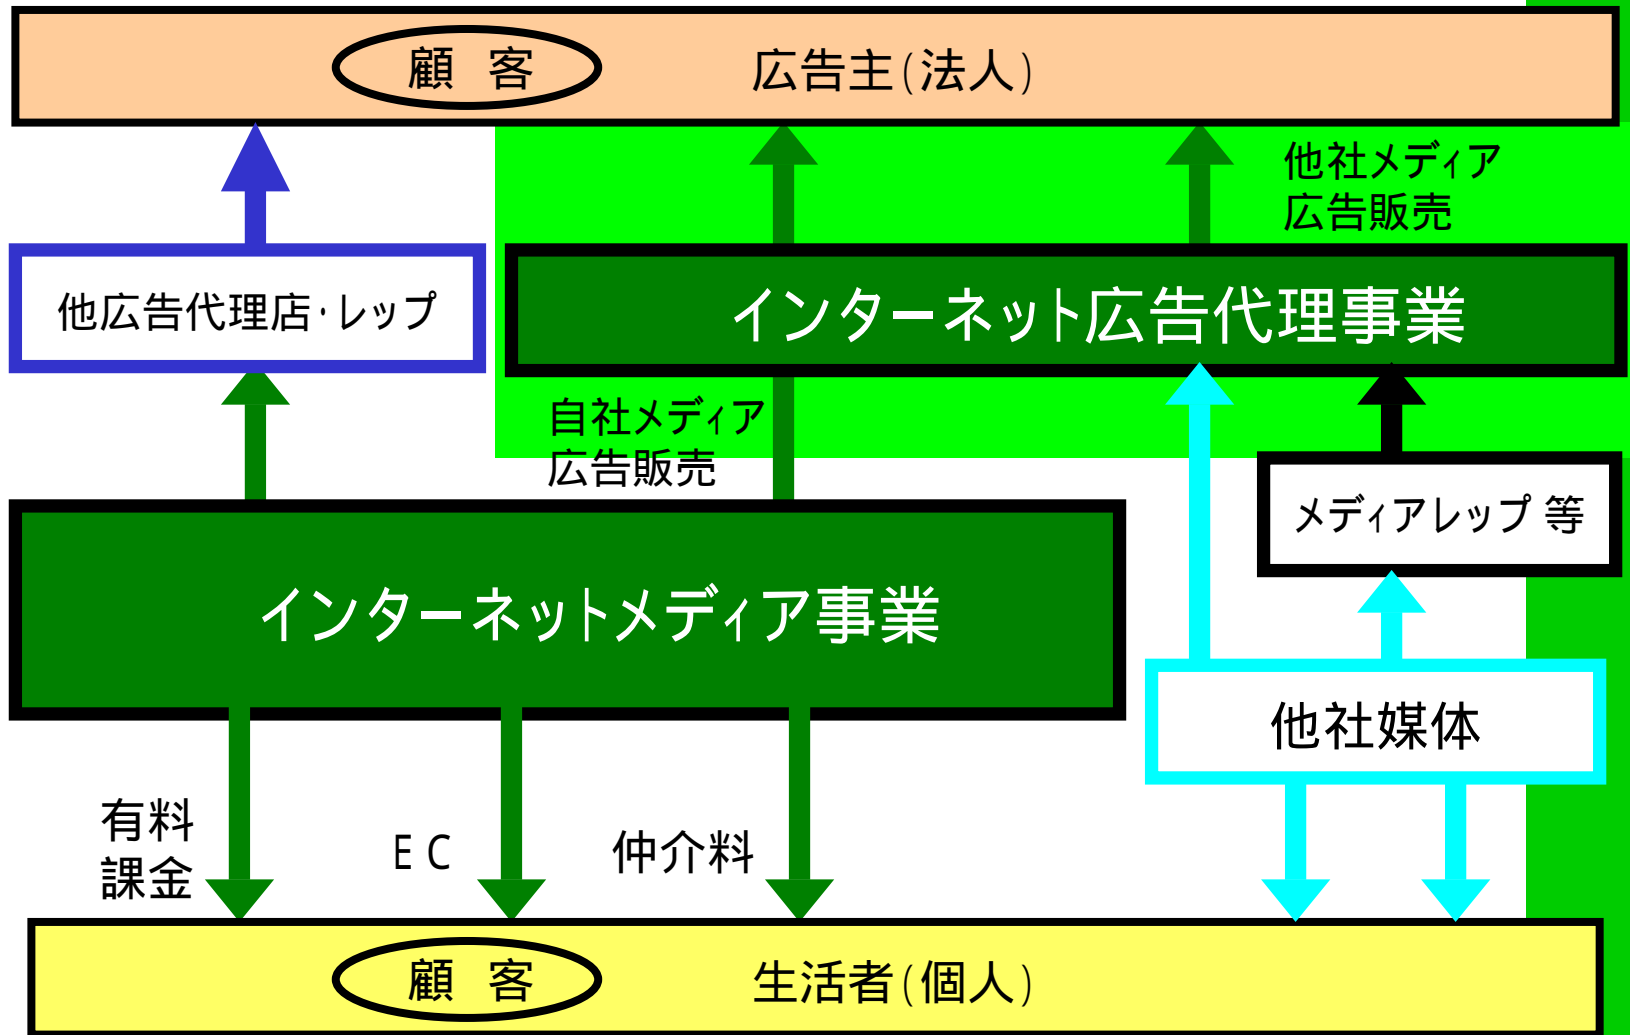 顧 客
広告主(法人)
他社メディア
広告販売
他広告代理店・レップ
インターネット広告代理事業
自社メディア
広告販売
メディアレップ 等
インターネットメディア事業
他社媒体
有料
課金
E C
仲介料
顧 客
生活者(個人)